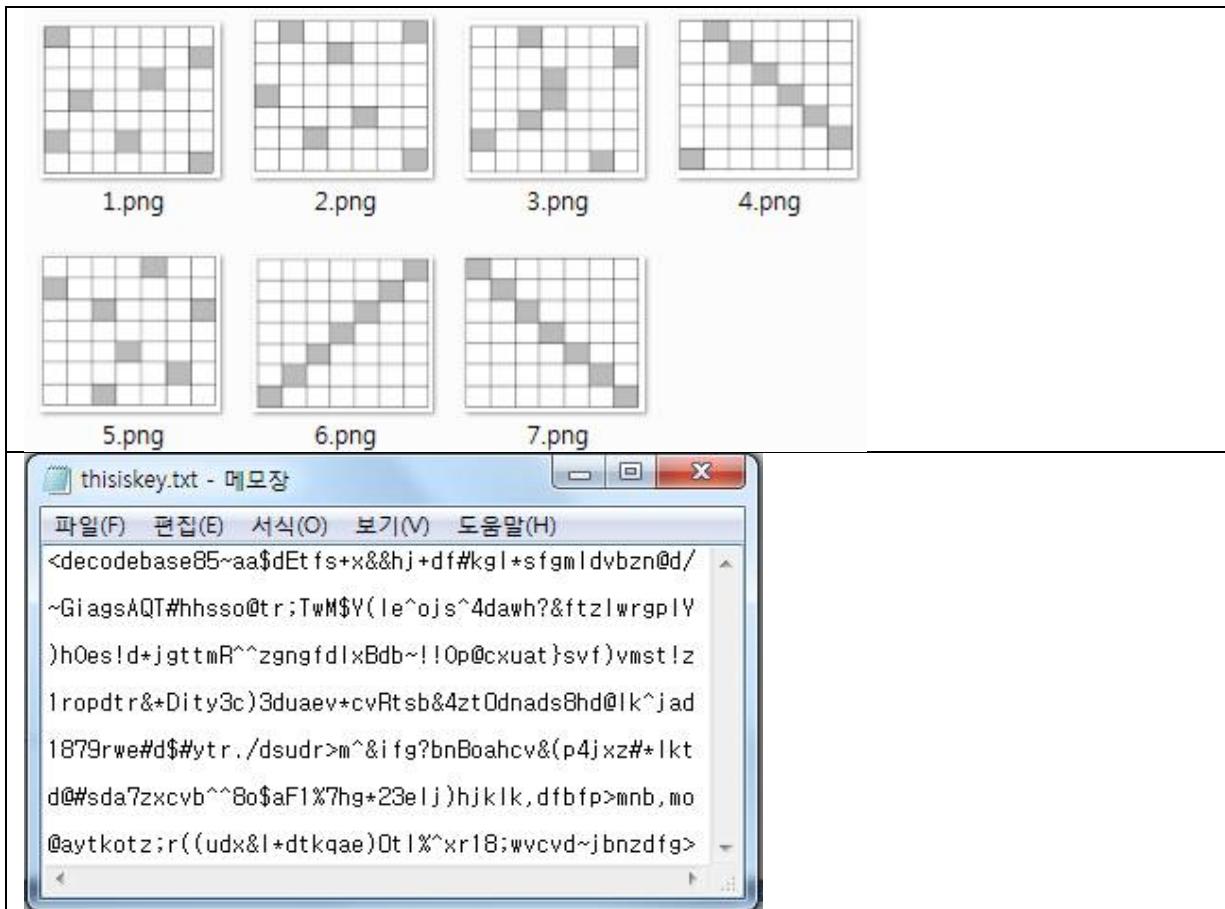 1.png 2.png 3.png 4.png
5.png 6.png 7.png
thisiskey.txt - 메모장
파일(F) 편집(E) 서식(O) 보기(V) 도움말(H)
<decodebase85~aa$dEtfs+x&&hj+df#kgl*sfgmldvbzn@d/
~GiagsAQT#hhsso@tr;TwM$Y(le^ojs^4dawh?&ftzlwrgplY
)hOes!d*jgttmR^^zgngfdlxBdb~!!Op@cxuat}svf)vmst!z
1ropdtr&*Dity3c)3duaev*cvRtsb&4ztOdnads8hd@lk^jad
1879rwe#d$#ytr./dsudr>m^&ifg?bnBoahcv&(p4jxz#*lkt
d@#sda7zxcvb^^8o$aF1%7hg*23elj)hjklk,dfbfp>mnb,mo
@aytkotz;r((udx&l*dtkqae)Otl%^xr18;wvcvd~jbnzdfg>